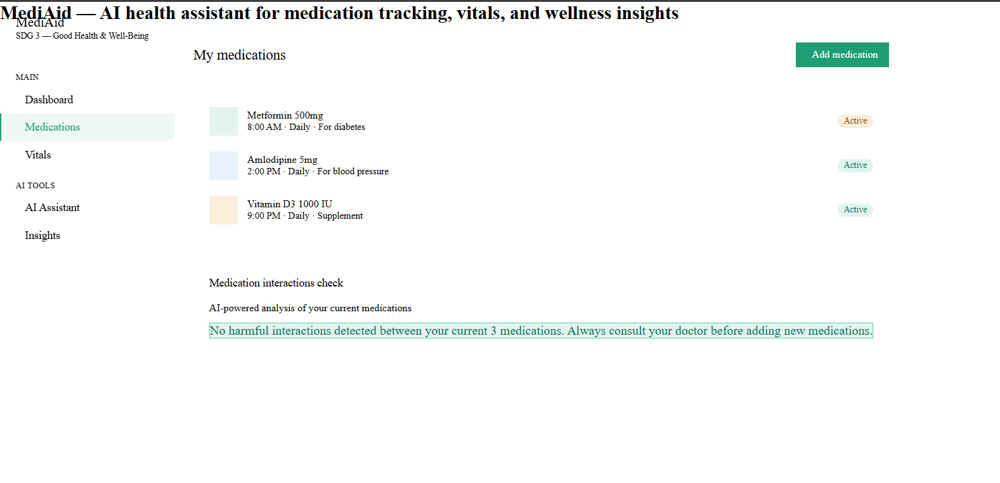 MediAid — AI health assistant for medication tracking, vitals, and wellness insights
MediAid
SDG 3 — Good Health & Well-Being
MAIN
Dashboard
Medications
Vitals
AI TOOLS
AI Assistant
Insights
My medications
Add medication
Metformin 500mg
8:00 AM · Daily · For diabetes
Active
Amlodipine 5mg
2:00 PM · Daily · For blood pressure
Active
Vitamin D3 1000 IU
9:00 PM · Daily · Supplement
Active
Medication interactions check
AI-powered analysis of your current medications
No harmful interactions detected between your current 3 medications. Always consult your doctor before adding new medications.